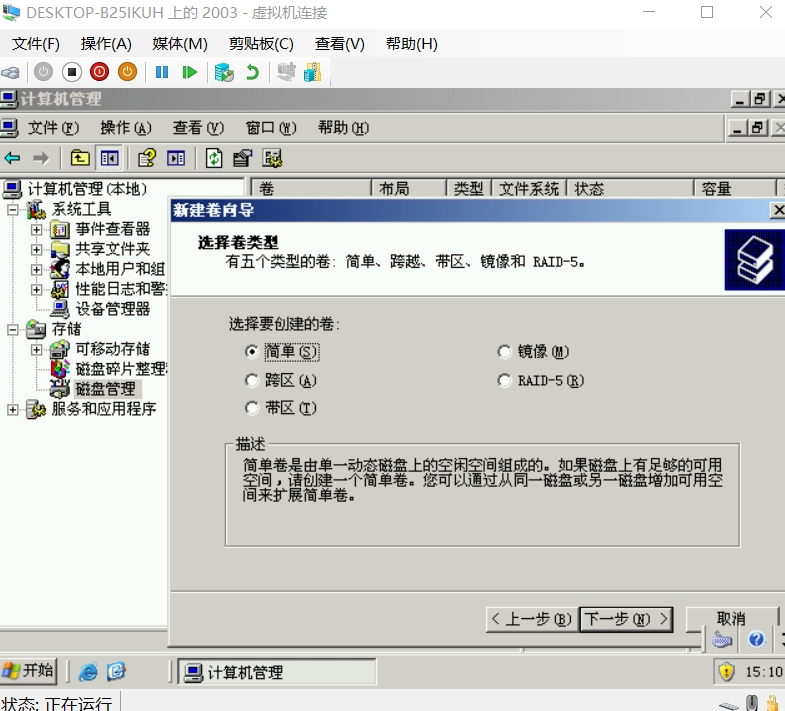 DESKTOP-B25IKUH 上的 2003 - 虚拟机连接
文件(F) 操作(A) 媒体(M) 剪贴板(C) 查看(V) 帮助(H)
计算机管理
文件(F) 操作(A) 查看(V) 窗口(W) 帮助(H)
计算机管理(本地)
卷 布局 类型 文件系统 状态 容量
系统工具
新建卷向导
事件查看器
共享文件夹
本地用户和组
性能日志和警
设备管理器
存储
可移动存储
磁盘碎片整理
磁盘管理
服务和应用程序
选择卷类型
有五个类型的卷: 简单、跨越、带区、镜像和 RAID-5。
选择要创建的卷:
简单(S) 镜像(M)
跨区(A) RAID-5(R)
带区(T)
描述
简单卷是由单一动态磁盘上的空闲空间组成的。如果磁盘上有足够的可用
空间，请创建一个简单卷。您可以通过从同一磁盘或另一磁盘增加可用空
间来扩展简单卷。
< 上一步(B) 下一步(N) > 取消
开始 计算机管理 15:10
状态: 正在运行